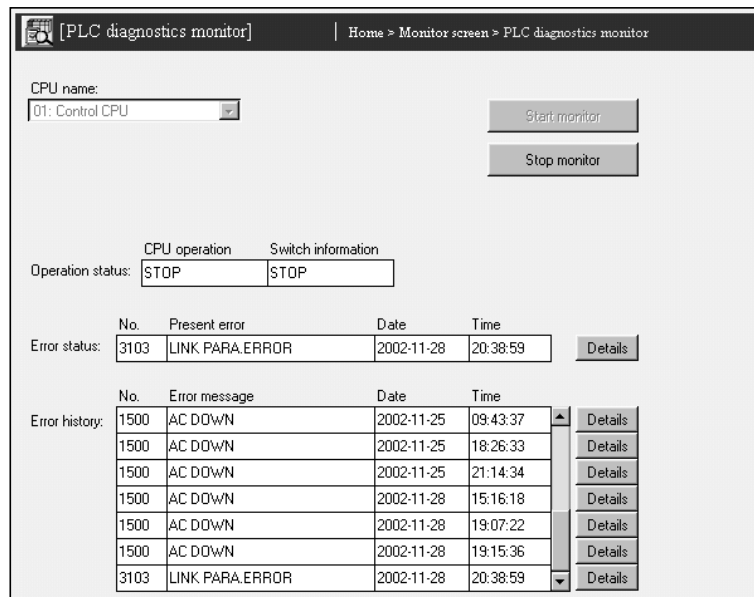 [PLC diagnostics monitor] Home > Monitor screen > PLC diagnostics monitor
CPU name:
01: Control CPU
Start monitor
Stop monitor
CPU operation Switch information
Operation status: STOP STOP
No. Present error Date Time
Error status: 3103 LINK PARA.ERROR 2002-11-28 20:38:59 Details
No. Error message Date Time
Error history: 1500 AC DOWN 2002-11-25 09:43:37 Details
1500 AC DOWN 2002-11-25 18:26:33 Details
1500 AC DOWN 2002-11-25 21:14:34 Details
1500 AC DOWN 2002-11-28 15:16:18 Details
1500 AC DOWN 2002-11-28 19:07:22 Details
1500 AC DOWN 2002-11-28 19:15:36 Details
3103 LINK PARA.ERROR 2002-11-28 20:38:59 Details